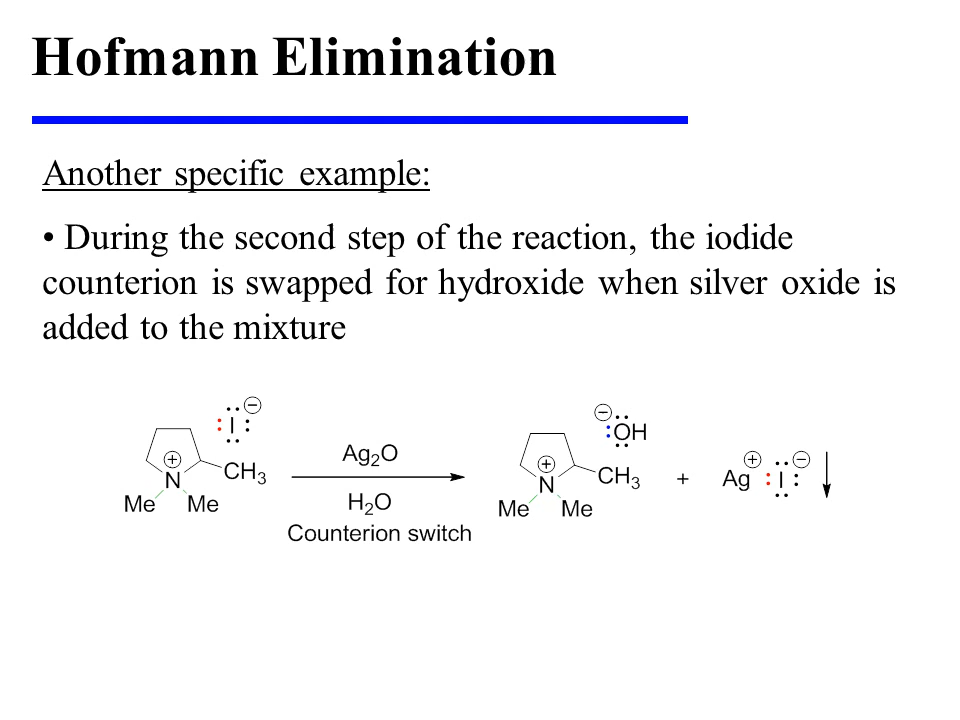 Hofmann Elimination
Another specific example:
• During the second step of the reaction, the iodide
counterion is swapped for hydroxide when silver oxide is
added to the mixture
I −
+
N
CH3
Me Me
Ag2O
H2O
Counterion switch
− OH
+
N
CH3
Me Me
+
Ag + I −